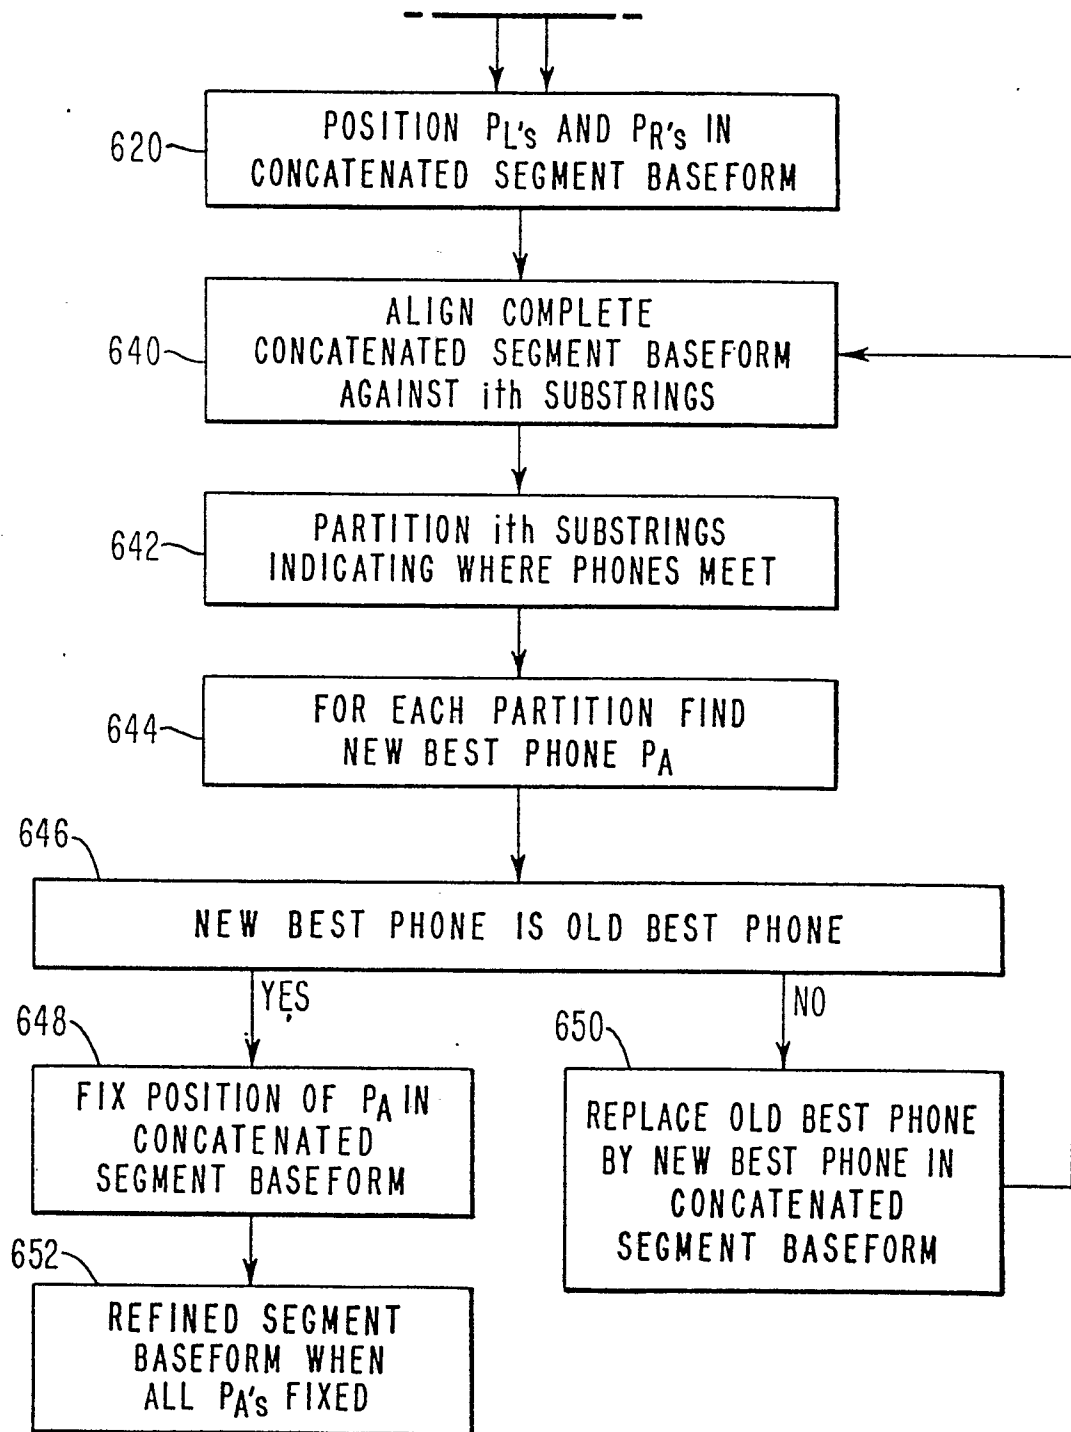 620
POSITION PL's AND PR's IN
CONCATENATED SEGMENT BASEFORM
640
ALIGN COMPLETE
CONCATENATED SEGMENT BASEFORM
AGAINST ith SUBSTRINGS
642
PARTITION ith SUBSTRINGS
INDICATING WHERE PHONES MEET
644
FOR EACH PARTITION FIND
NEW BEST PHONE PA
646
NEW BEST PHONE IS OLD BEST PHONE
YES
NO
648
FIX POSITION OF PA IN
CONCATENATED
SEGMENT BASEFORM
650
REPLACE OLD BEST PHONE
BY NEW BEST PHONE IN
CONCATENATED
SEGMENT BASEFORM
652
REFINED SEGMENT
BASEFORM WHEN
ALL PA's FIXED